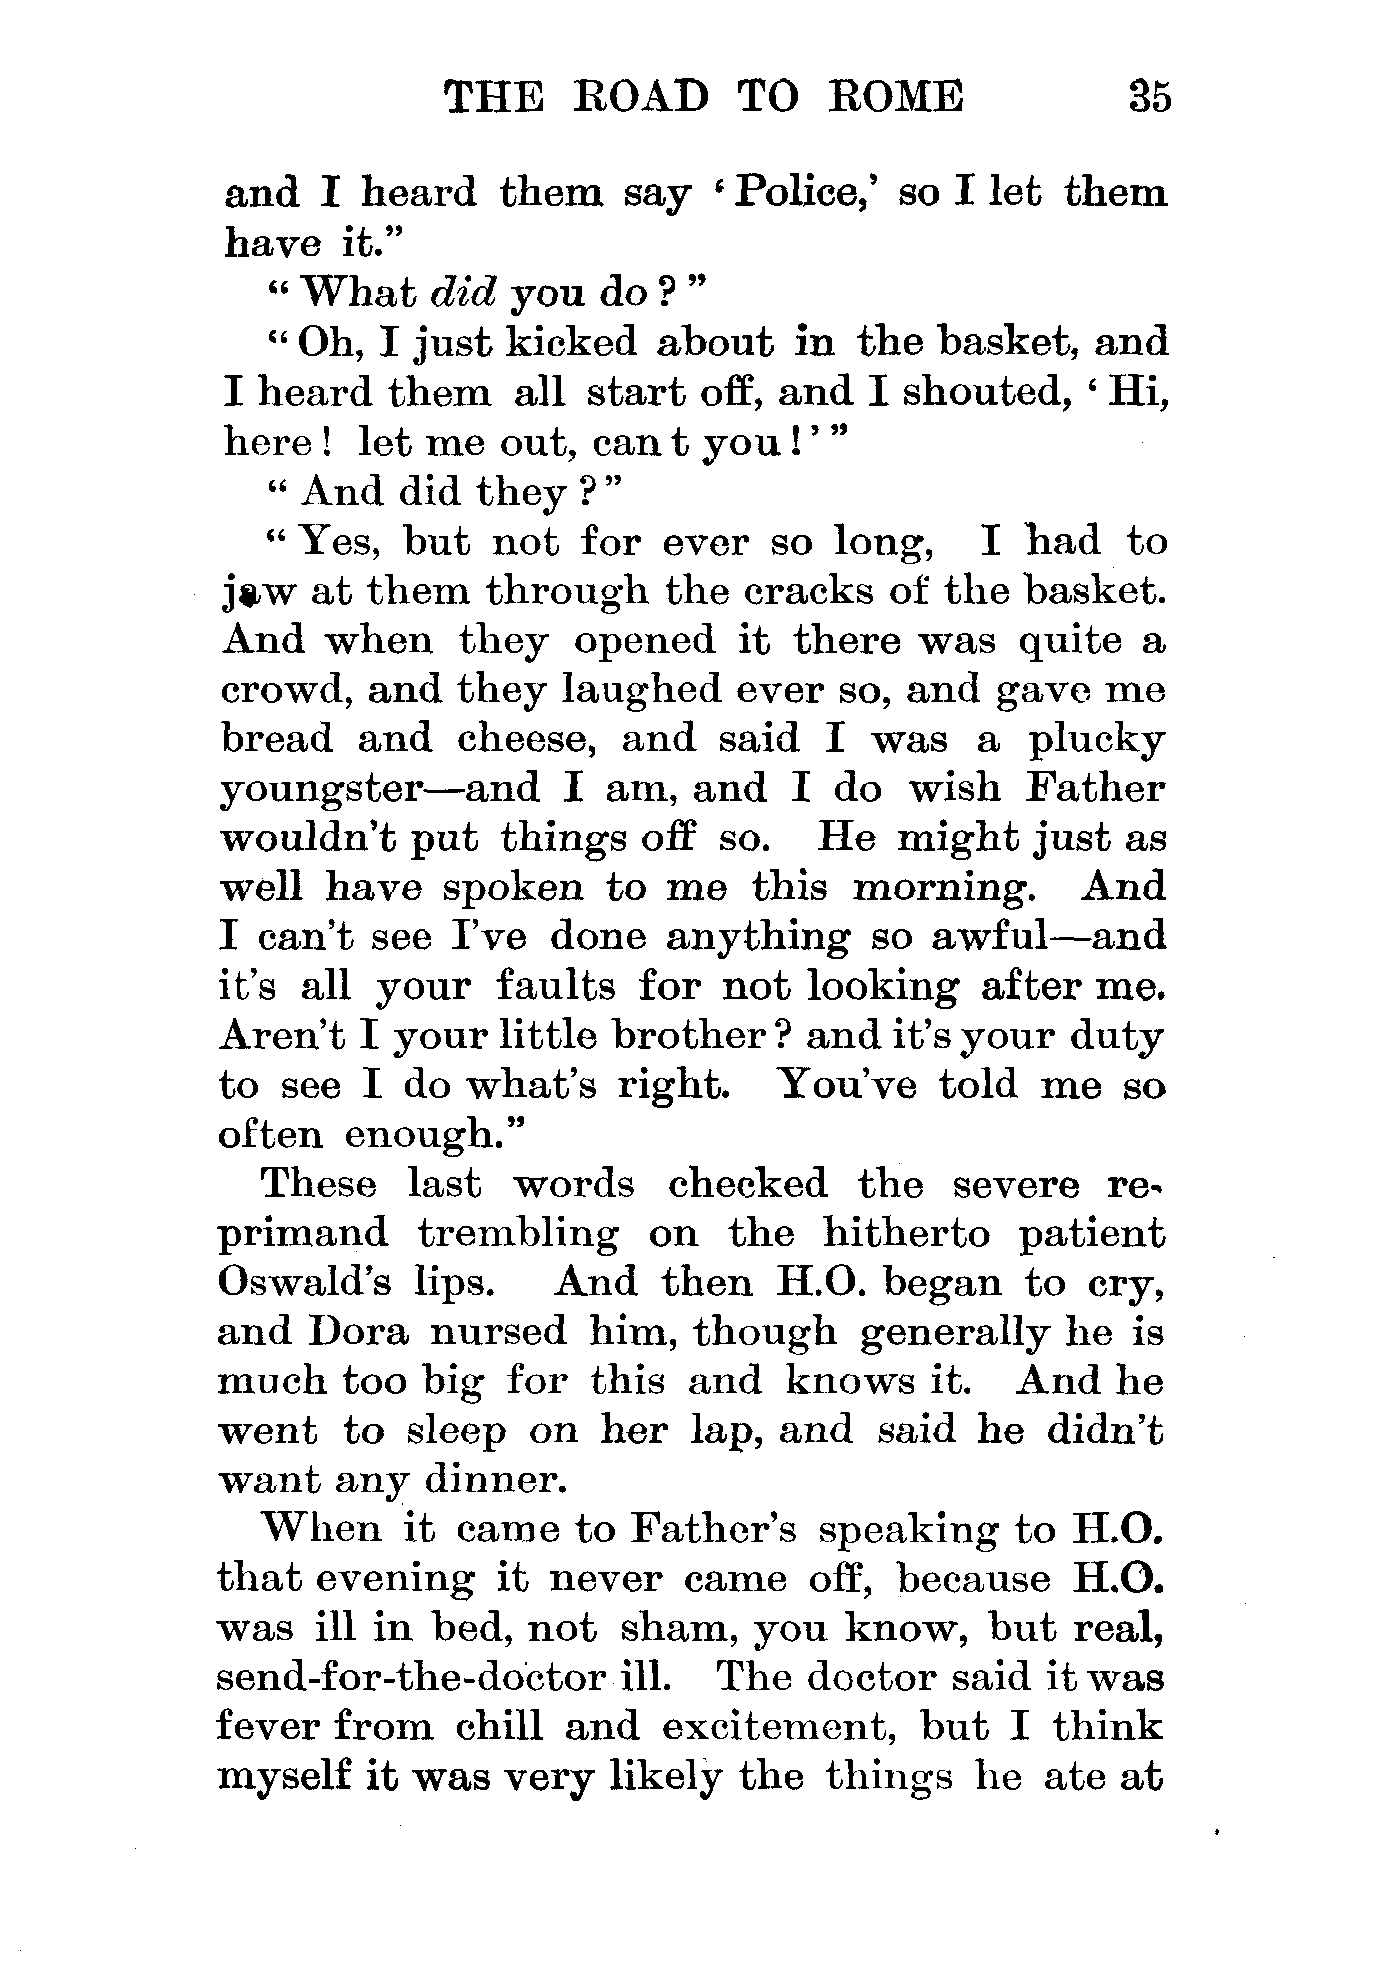 THE ROAD TO ROME 35
and I heard them say ‘Police,’ so I let them
have it.”
“What did you do?”
“Oh, I just kicked about in the basket, and
I heard them all start off, and I shouted, ‘Hi,
here! let me out, can t you!’”
“And did they?”
“Yes, but not for ever so long, I had to
jaw at them through the cracks of the basket.
And when they opened it there was quite a
crowd, and they laughed ever so, and gave me
bread and cheese, and said I was a plucky
youngster—and I am, and I do wish Father
wouldn’t put things off so. He might just as
well have spoken to me this morning. And
I can’t see I’ve done anything so awful—and
it’s all your faults for not looking after me.
Aren’t I your little brother? and it’s your duty
to see I do what’s right. You’ve told me so
often enough.”
These last words checked the severe re-
primand trembling on the hitherto patient
Oswald’s lips. And then H.O. began to cry,
and Dora nursed him, though generally he is
much too big for this and knows it. And he
went to sleep on her lap, and said he didn’t
want any dinner.
When it came to Father’s speaking to H.O.
that evening it never came off, because H.O.
was ill in bed, not sham, you know, but real,
send-for-the-doctor ill. The doctor said it was
fever from chill and excitement, but I think
myself it was very likely the things he ate at